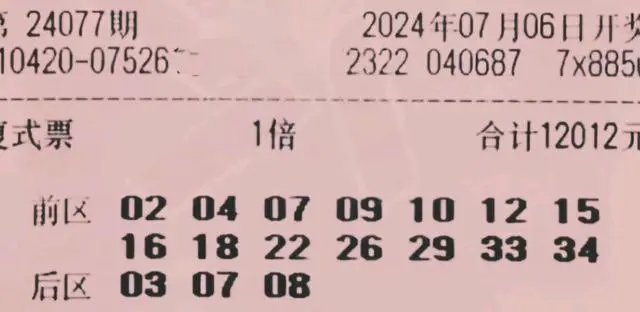 第 24077期 2024年07月06日开奖
10420-07526 2322 040687 7x885
复式票 1倍 合计12012元
前区 02 04 07 09 10 12 15
16 18 22 26 29 33 34
后区 03 07 08